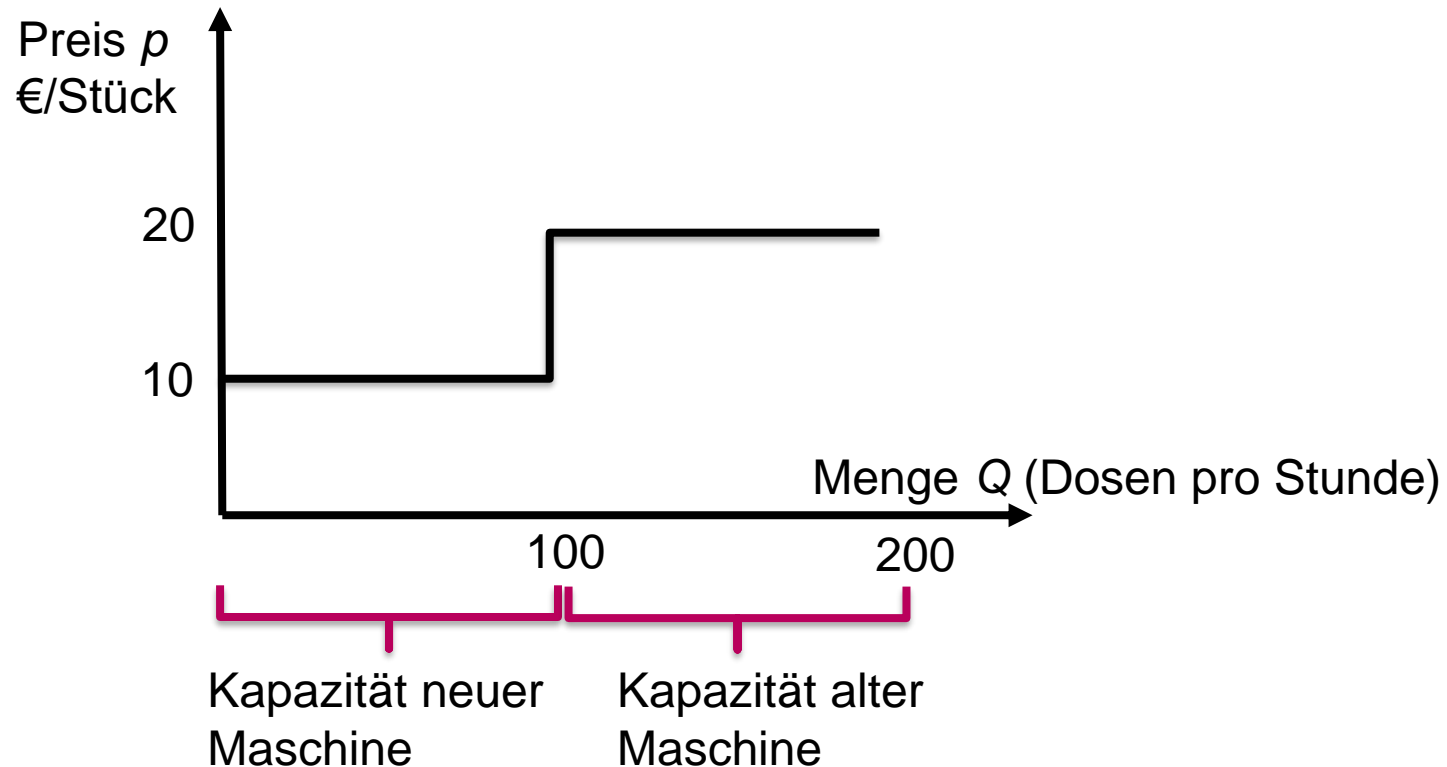 Preis p
€/Stück
20
10
Menge Q (Dosen pro Stunde)
100
200
Kapazität neuer
Maschine
Kapazität alter
Maschine